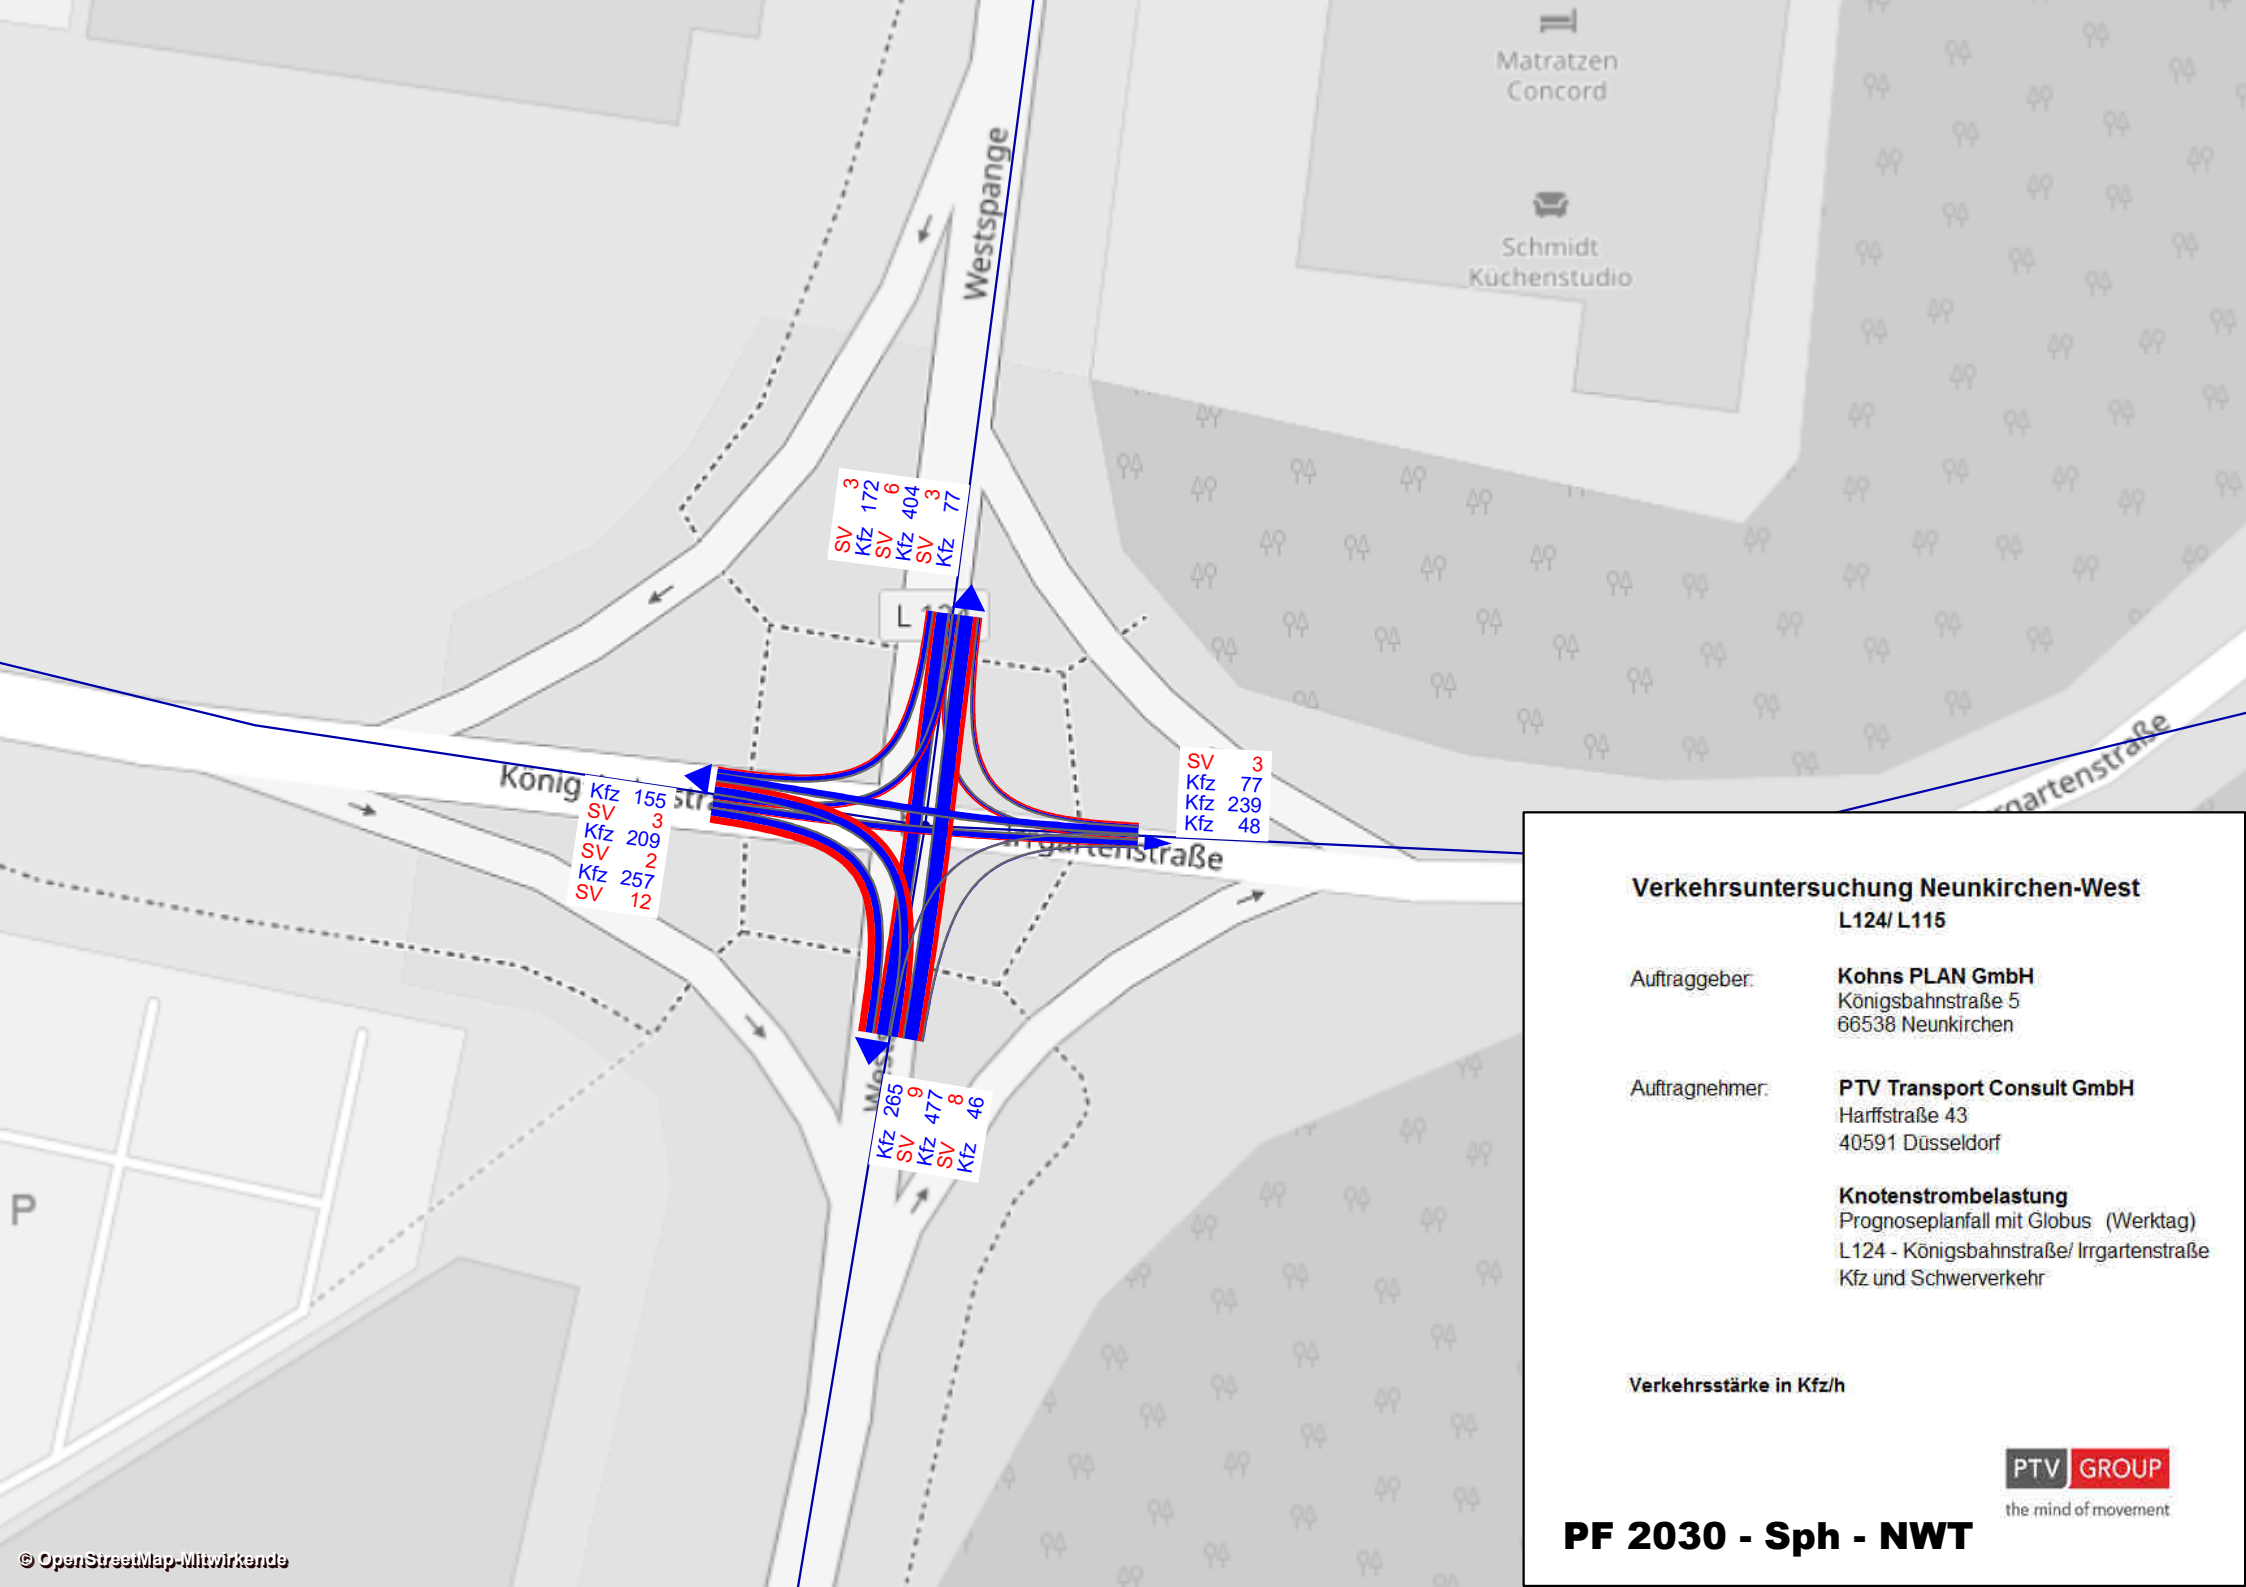 Matratzen
Concord
Westspange
Schmidt
Küchenstudio
SV 3
Kfz 172
SV 6
Kfz 404
SV 3
Kfz 77
L
SV 3
Kfz 77
Kfz 239
Kfz 48
Kfz 155
SV 3
Kfz 209
SV 2
Kfz 257
SV 12
Irrgartenstraße
Kfz 265
SV 9
Kfz 477
SV 8
Kfz 46
P
Verkehrsuntersuchung Neunkirchen-West
L124/ L115
Auftraggeber: Kohns PLAN GmbH
Königsbahnstraße 5
66538 Neunkirchen
Auftragnehmer: PTV Transport Consult GmbH
Harffstraße 43
40591 Düsseldorf
Knotenstrombelastung
Prognoseplanfall mit Globus (Werktag)
L124 - Königsbahnstraße/ Irrgartenstraße
Kfz und Schwerverkehr
Verkehrsstärke in Kfz/h
PTV GROUP
the mind of movement
PF 2030 - Sph - NWT
© OpenStreetMap-Mitwirkende